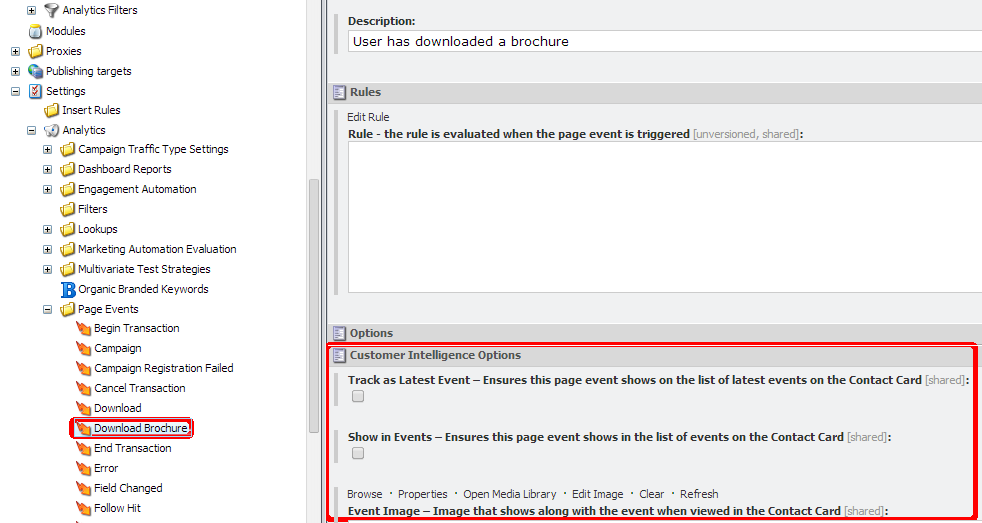 Analytics Filters
Modules
Proxies
Publishing targets
Settings
Insert Rules
Analytics
Campaign Traffic Type Settings
Dashboard Reports
Engagement Automation
Filters
Lookups
Marketing Automation Evaluation
Multivariate Test Strategies
B Organic Branded Keywords
Page Events
Begin Transaction
Campaign
Campaign Registration Failed
Cancel Transaction
Download
Download Brochure
End Transaction
Error
Field Changed
Follow Hit
Description:
User has downloaded a brochure
Rules
Edit Rule
Rule - the rule is evaluated when the page event is triggered [unversioned, shared]:
Options
Customer Intelligence Options
Track as Latest Event – Ensures this page event shows on the list of latest events on the Contact Card [shared]:
Show in Events – Ensures this page event shows in the list of events on the Contact Card [shared]:
Browse · Properties · Open Media Library · Edit Image · Clear · Refresh
Event Image – Image that shows along with the event when viewed in the Contact Card [shared]: